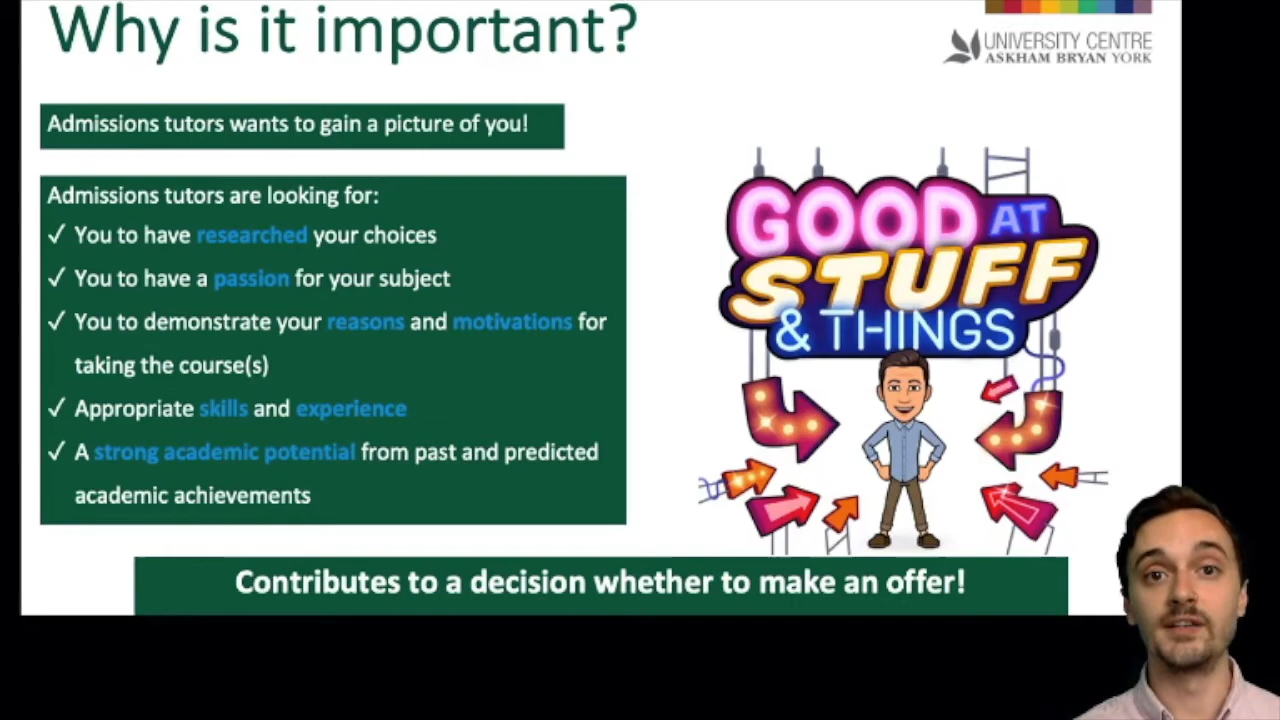 Why is it important?
UNIVERSITY CENTRE
ASKHAM BRYAN YORK
Admissions tutors wants to gain a picture of you!
Admissions tutors are looking for:
✓ You to have researched your choices
✓ You to have a passion for your subject
✓ You to demonstrate your reasons and motivations for
taking the course(s)
✓ Appropriate skills and experience
✓ A strong academic potential from past and predicted
academic achievements
GOOD AT
STUFF
& THINGS
Contributes to a decision whether to make an offer!